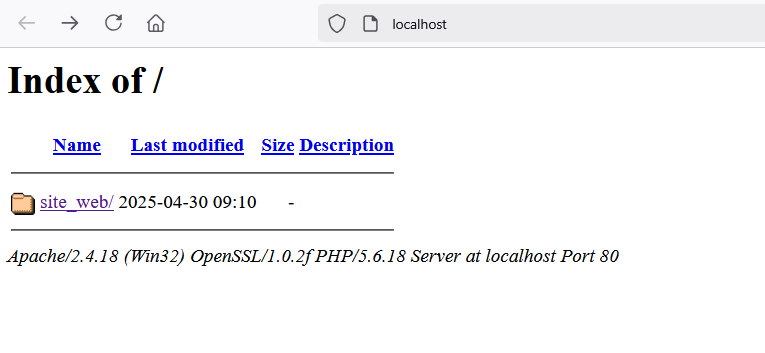 localhost
Index of /
Name Last modified Size Description
site_web/ 2025-04-30 09:10 -
Apache/2.4.18 (Win32) OpenSSL/1.0.2f PHP/5.6.18 Server at localhost Port 80